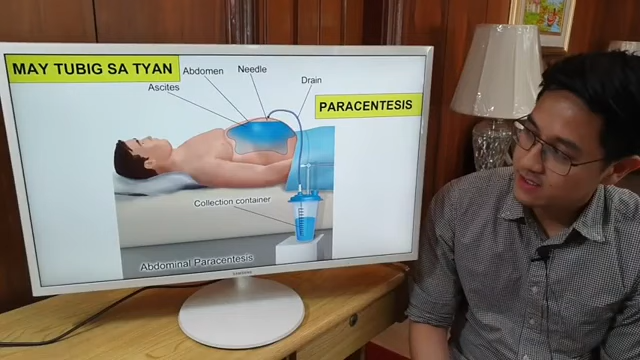 MAY TUBIG SA TYAN
Abdomen
Needle
Drain
Ascites
PARACENTESIS
Collection container
Abdominal Paracentesis